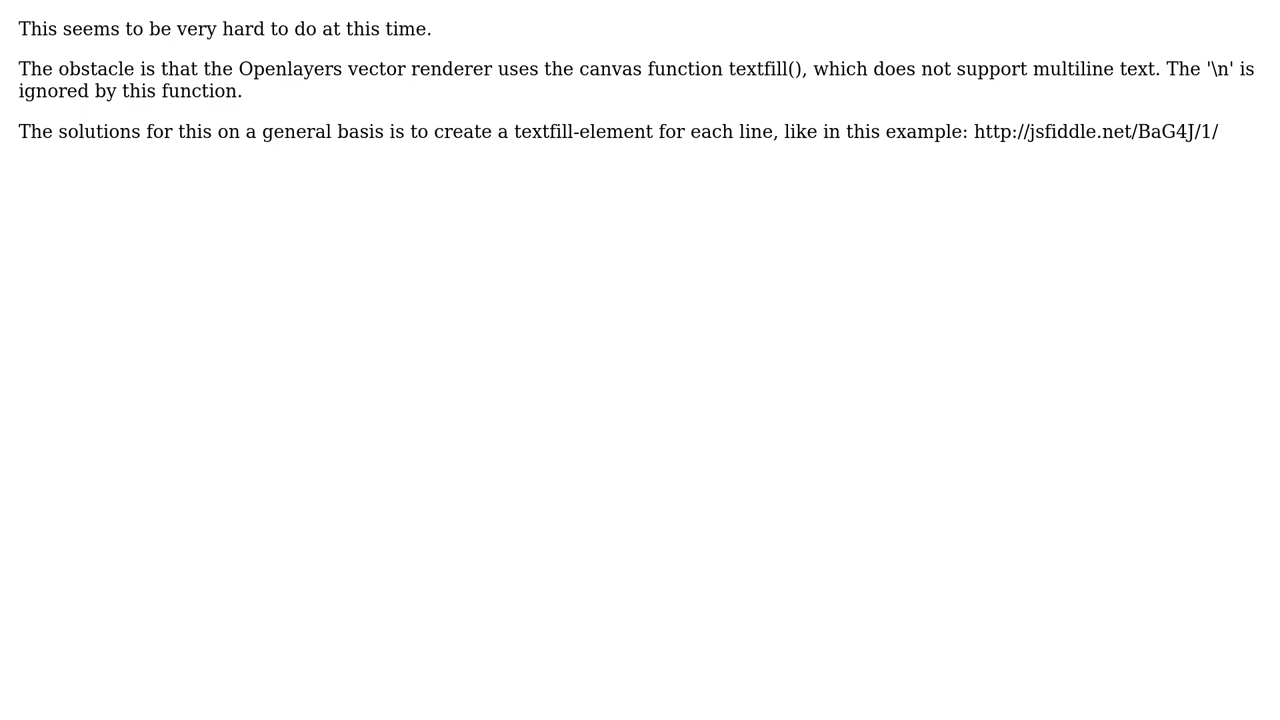 This seems to be very hard to do at this time.
The obstacle is that the Openlayers vector renderer uses the canvas function textfill(), which does not support multiline text. The '\n' is
ignored by this function.
The solutions for this on a general basis is to create a textfill-element for each line, like in this example: http://jsfiddle.net/BaG4J/1/